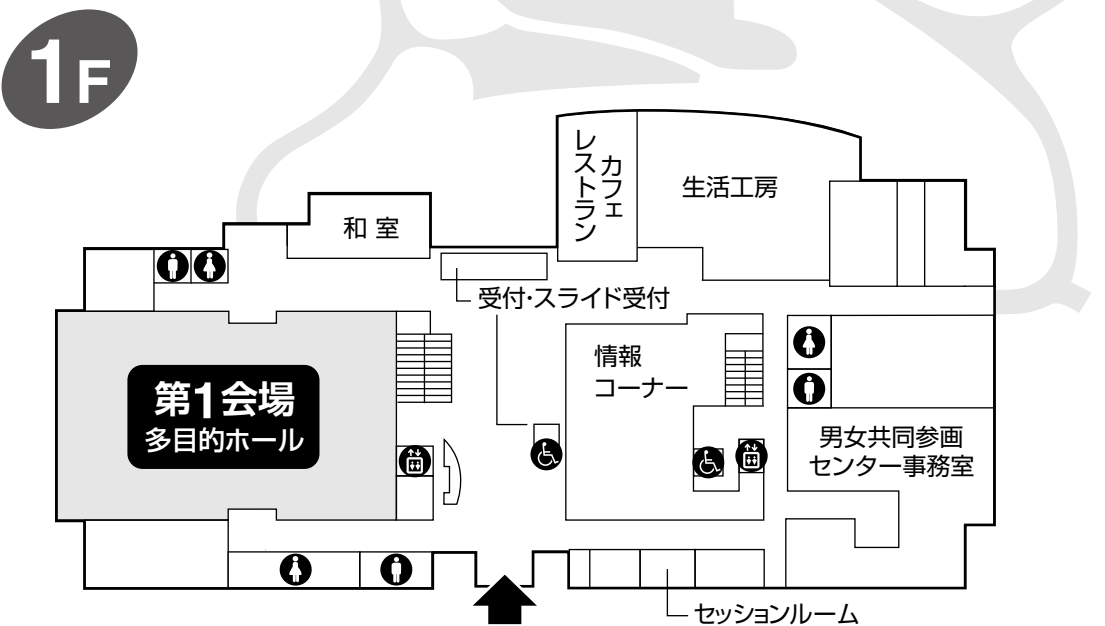 1F
レストラン
カフェ
生活工房
和室
受付・スライド受付
第1会場
多目的ホール
情報
コーナー
男女共同参画
センター事務室
セッションルーム